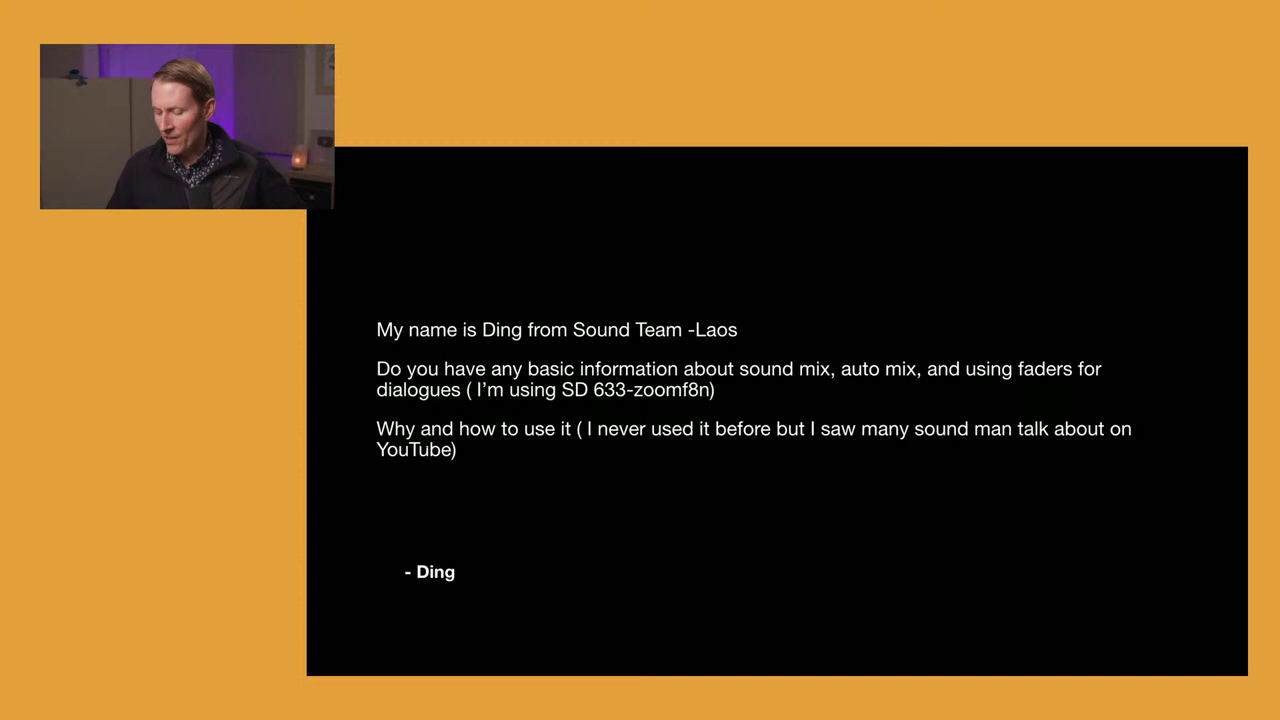 My name is Ding from Sound Team -Laos
Do you have any basic information about sound mix, auto mix, and using faders for
dialogues ( I’m using SD 633-zoomf8n)
Why and how to use it ( I never used it before but I saw many sound man talk about on
YouTube)
- Ding